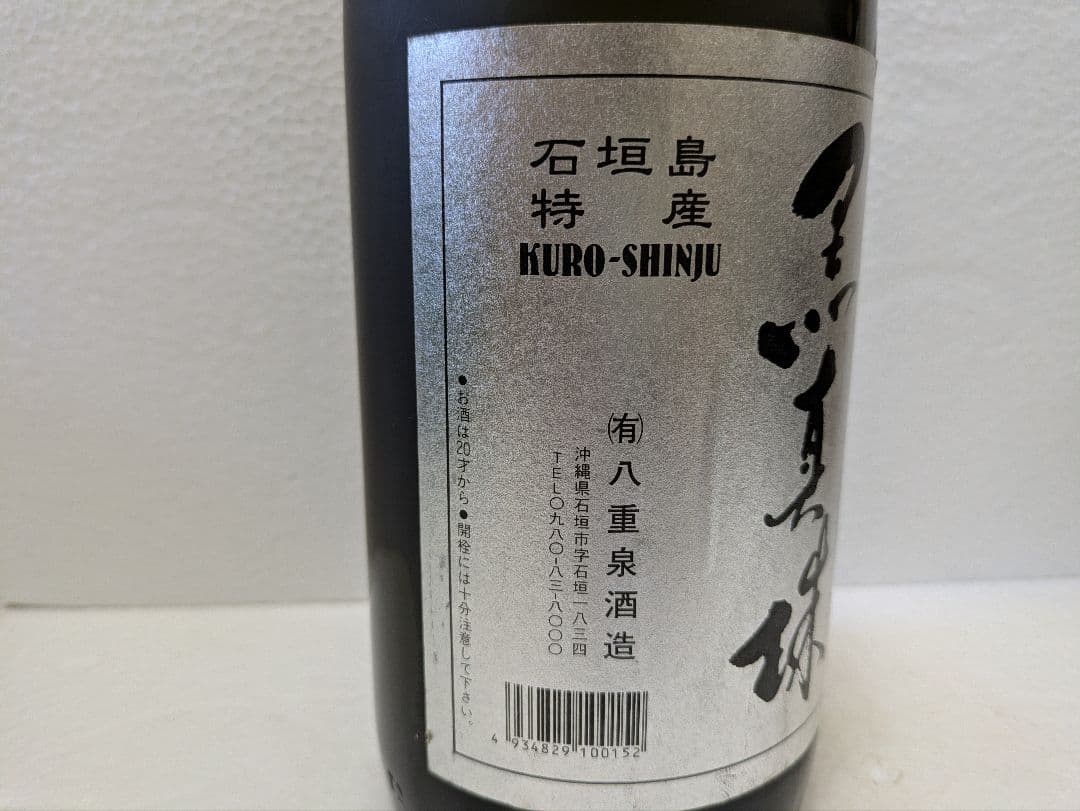 石垣島
特産
KURO-SHINJU
黒真珠
㈲八重泉酒造
沖縄県石垣市字石垣一八三四
TEL〇九八〇-八三-八〇〇〇
●お酒は20才から●開栓には十分注意して下さい。
4 934829 100152